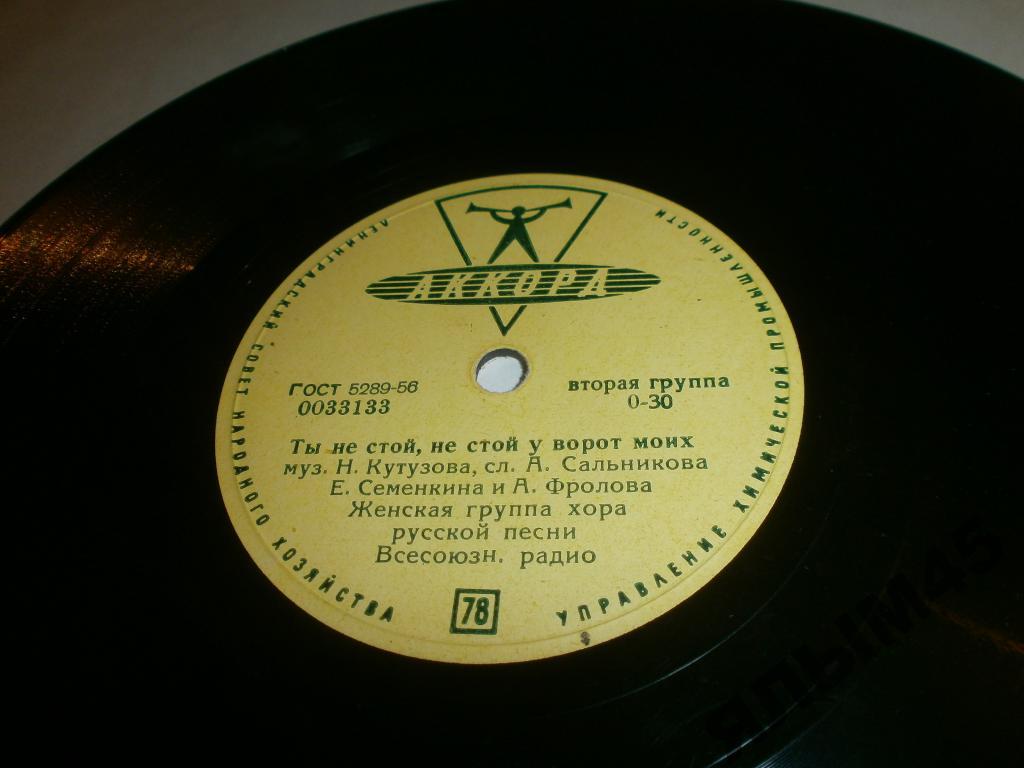 АККОРД
ЛЕНИНГРАДСКИЙ СОВЕТ НАРОДНОГО ХОЗЯЙСТВА
УПРАВЛЕНИЕ ХИМИЧЕСКОЙ ПРОМЫШЛЕННОСТИ
ГОСТ 5289-56
0033133
вторая группа
0-30
Ты не стой, не стой у ворот моих
муз. Н. Кутузова, сл. А. Сальникова
Е. Семенкина и А. Фролова
Женская группа хора
русской песни
Всесоюзн. радио
78
япыМ45